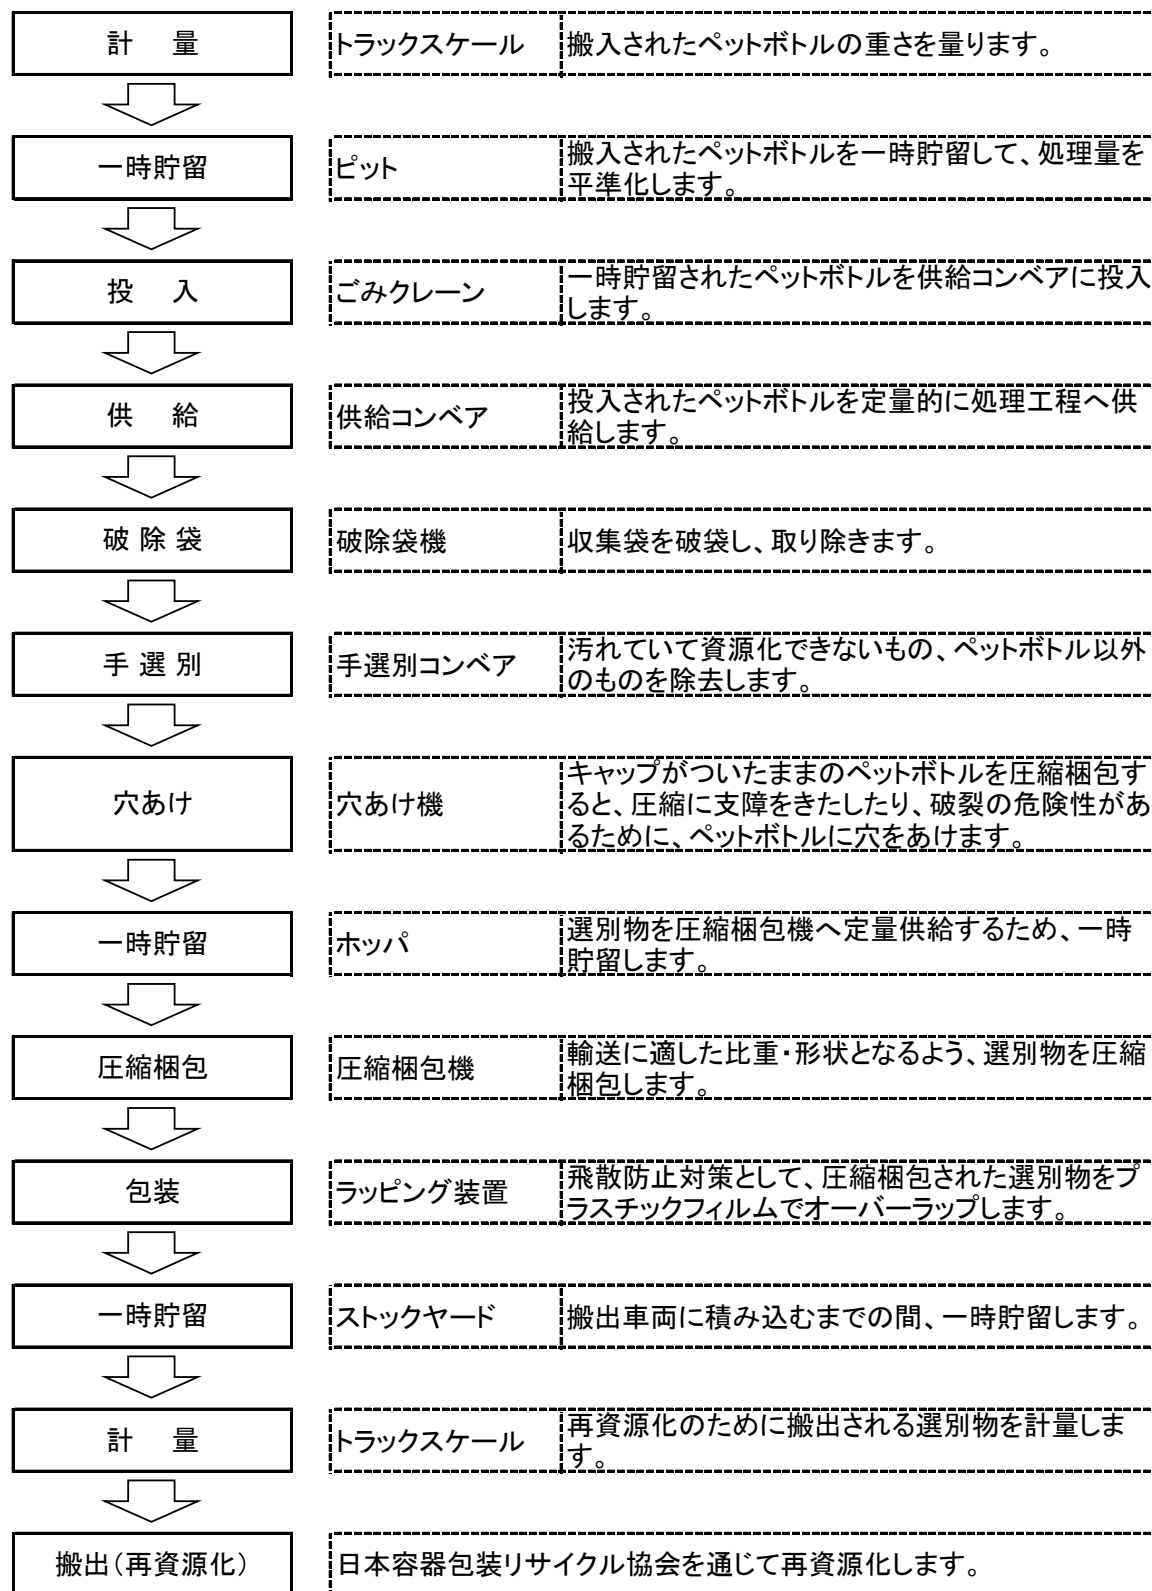 計　量
トラックスケール
搬入されたペットボトルの重さを量ります。
一時貯留
ピット
搬入されたペットボトルを一時貯留して、処理量を
平準化します。
投　入
ごみクレーン
一時貯留されたペットボトルを供給コンベアに投入
します。
供　給
供給コンベア
投入されたペットボトルを定量的に処理工程へ供
給します。
破 除 袋
破除袋機
収集袋を破袋し、取り除きます。
手 選 別
手選別コンベア
汚れていて資源化できないもの、ペットボトル以外
のものを除去します。
穴あけ
穴あけ機
キャップがついたままのペットボトルを圧縮梱包す
ると、圧縮に支障をきたしたり、破裂の危険性があ
るために、ペットボトルに穴をあけます。
一時貯留
ホッパ
選別物を圧縮梱包機へ定量供給するため、一時
貯留します。
圧縮梱包
圧縮梱包機
輸送に適した比重・形状となるよう、選別物を圧縮
梱包します。
包装
ラッピング装置
飛散防止対策として、圧縮梱包された選別物をプ
ラスチックフィルムでオーバーラップします。
一時貯留
ストックヤード
搬出車両に積み込むまでの間、一時貯留します。
計　量
トラックスケール
再資源化のために搬出される選別物を計量しま
す。
搬出（再資源化）
日本容器包装リサイクル協会を通じて再資源化します。